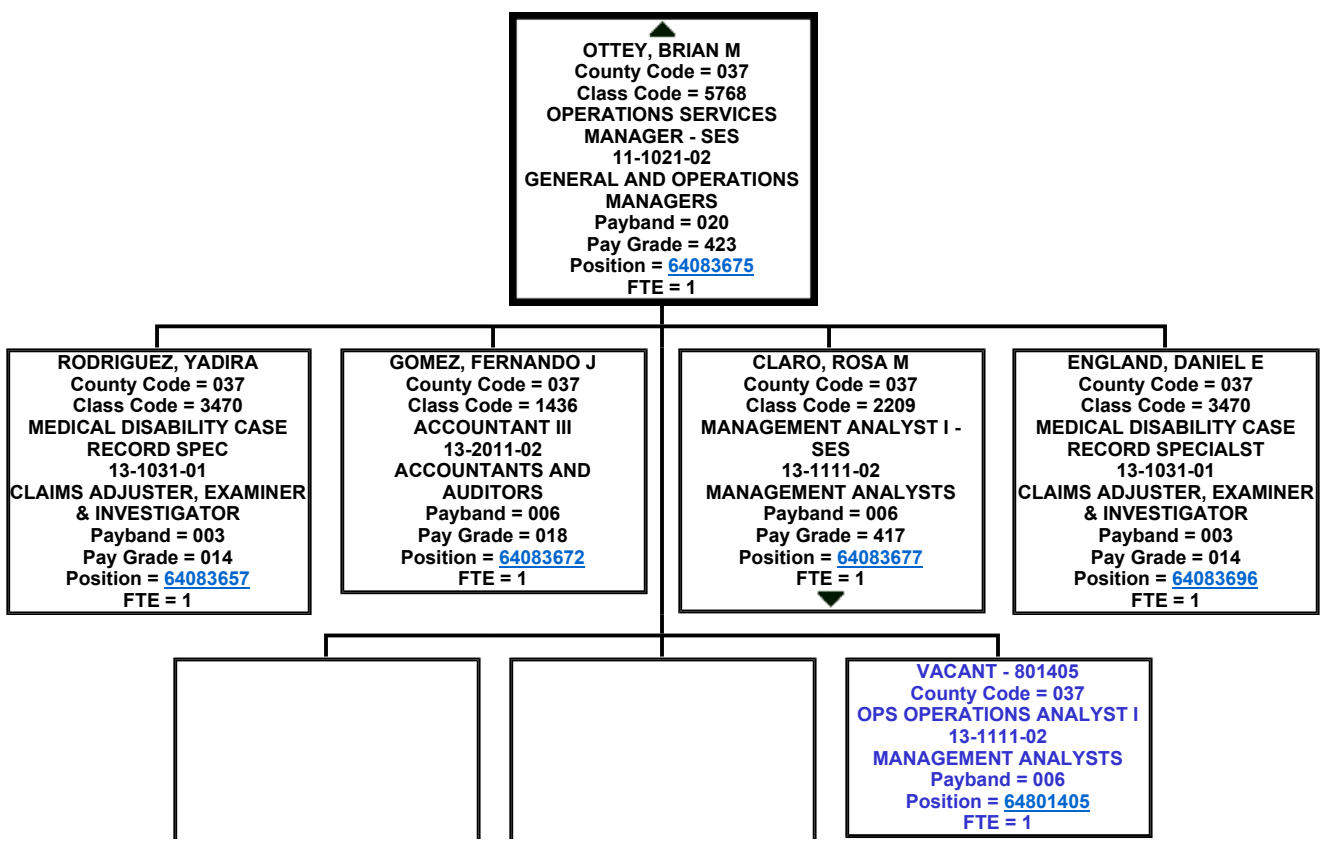 OTTEY, BRIAN M
County Code = 037
Class Code = 5768
OPERATIONS SERVICES
MANAGER - SES
11-1021-02
GENERAL AND OPERATIONS
MANAGERS
Payband = 020
Pay Grade = 423
Position = 64083675
FTE = 1
RODRIGUEZ, YADIRA
County Code = 037
Class Code = 3470
MEDICAL DISABILITY CASE
RECORD SPEC
13-1031-01
CLAIMS ADJUSTER, EXAMINER
& INVESTIGATOR
Payband = 003
Pay Grade = 014
Position = 64083657
FTE = 1
GOMEZ, FERNANDO J
County Code = 037
Class Code = 1436
ACCOUNTANT III
13-2011-02
ACCOUNTANTS AND
AUDITORS
Payband = 006
Pay Grade = 018
Position = 64083672
FTE = 1
CLARO, ROSA M
County Code = 037
Class Code = 2209
MANAGEMENT ANALYST I -
SES
13-1111-02
MANAGEMENT ANALYSTS
Payband = 006
Pay Grade = 417
Position = 64083677
FTE = 1
ENGLAND, DANIEL E
County Code = 037
Class Code = 3470
MEDICAL DISABILITY CASE
RECORD SPECIALST
13-1031-01
CLAIMS ADJUSTER, EXAMINER
& INVESTIGATOR
Payband = 003
Pay Grade = 014
Position = 64083696
FTE = 1
VACANT - 801405
County Code = 037
OPS OPERATIONS ANALYST I
13-1111-02
MANAGEMENT ANALYSTS
Payband = 006
Position = 64801405
FTE = 1